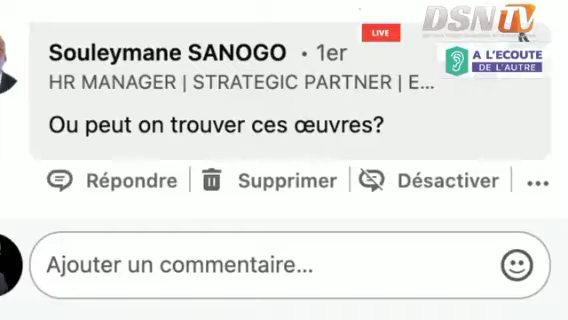 DSN TV
LIVE
Souleymane SANOGO • 1er
HR MANAGER | STRATEGIC PARTNER | E...
A L'ECOUTE
DE L'AUTRE
Ou peut on trouver ces œuvres?
Répondre | Supprimer | Désactiver | ...
Ajouter un commentaire...